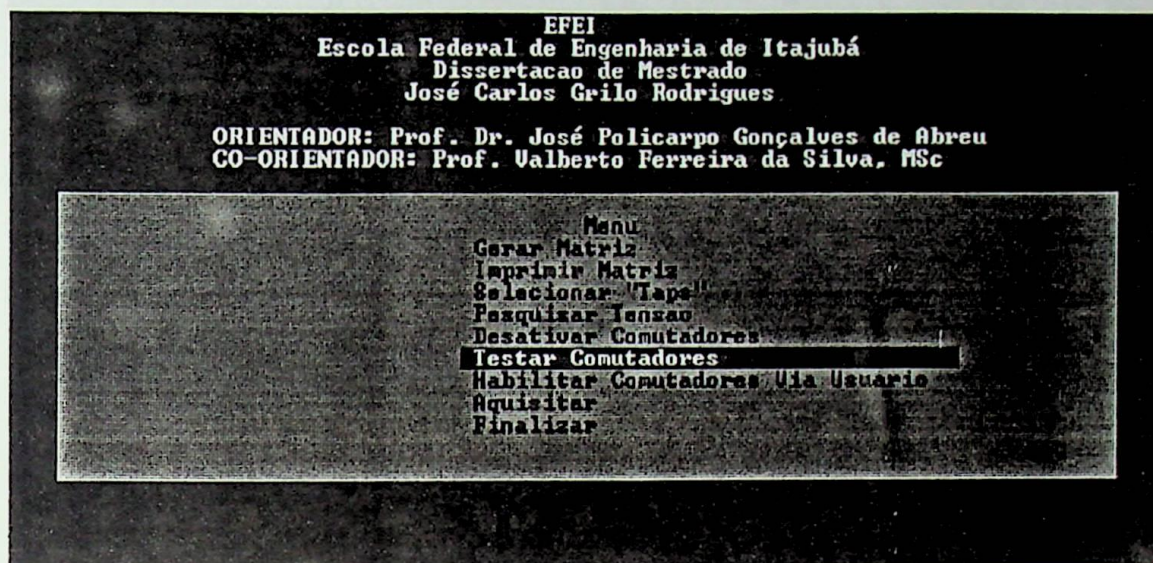 EFEI
Escola Federal de Engenharia de Itajubá
Dissertacao de Mestrado
José Carlos Grilo Rodrigues
ORIENTADOR: Prof. Dr. José Policarpo Gonçalves de Abreu
CO-ORIENTADOR: Prof. Valberto Ferreira da Silva, MSc
Menu
Gerar Matriz
Imprimir Matriz
Selecionar "Taps"
Pesquisar Tensao
Desativar Comutadores
Testar Comutadores
Habilitar Comutadores Via Usuario
Aquisitar
Finalizar